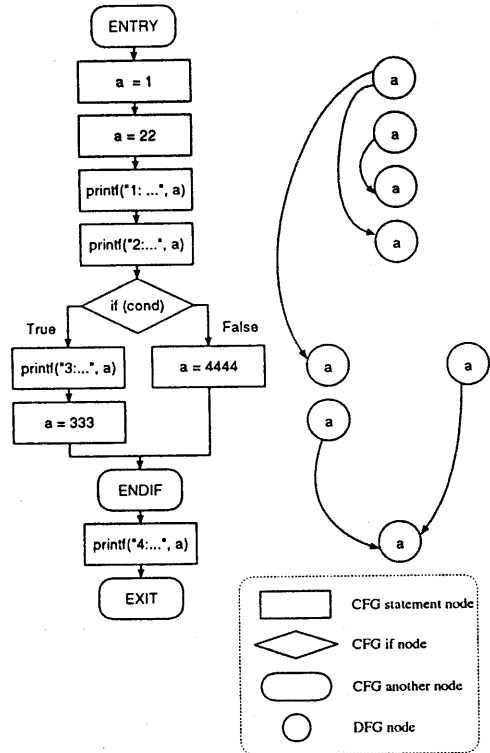 ENTRY
a = 1
a
a = 22
a
printf("1: ...", a)
a
printf("2:...", a)
a
if (cond)
True
False
printf("3:...", a)
a = 4444
a
a
a = 333
a
ENDIF
printf("4:...", a)
a
EXIT
CFG statement node
CFG if node
CFG another node
DFG node